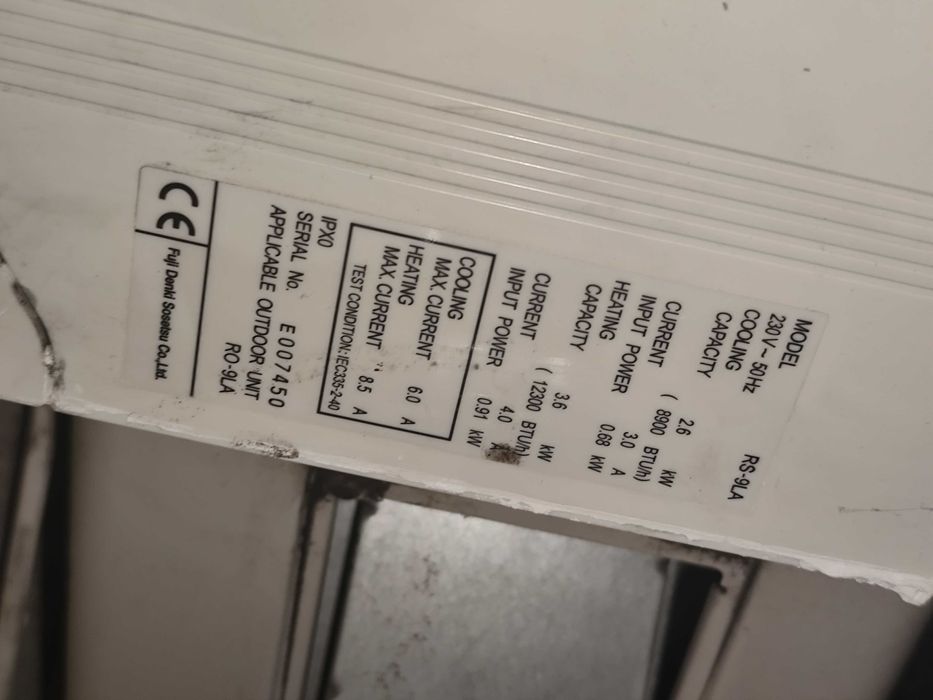 MODEL RS-9LA
230V ~ 50Hz
COOLING
CAPACITY 2.6 kW
( 8900 BTU/h)
CURRENT 3.0 A
INPUT POWER 0.68 kW
HEATING
CAPACITY 3.6 kW
( 12300 BTU/h)
CURRENT 4.0 A
INPUT POWER 0.91 kW
COOLING
MAX. CURRENT 6.0 A
HEATING
MAX. CURRENT 8.5 A
TEST CONDITION: IEC335-2-40
IPX0
SERIAL No. E007450
APPLICABLE OUTDOOR UNIT
RO-9LA
CE Fuji Denki Sosetsu Co.,Ltd.